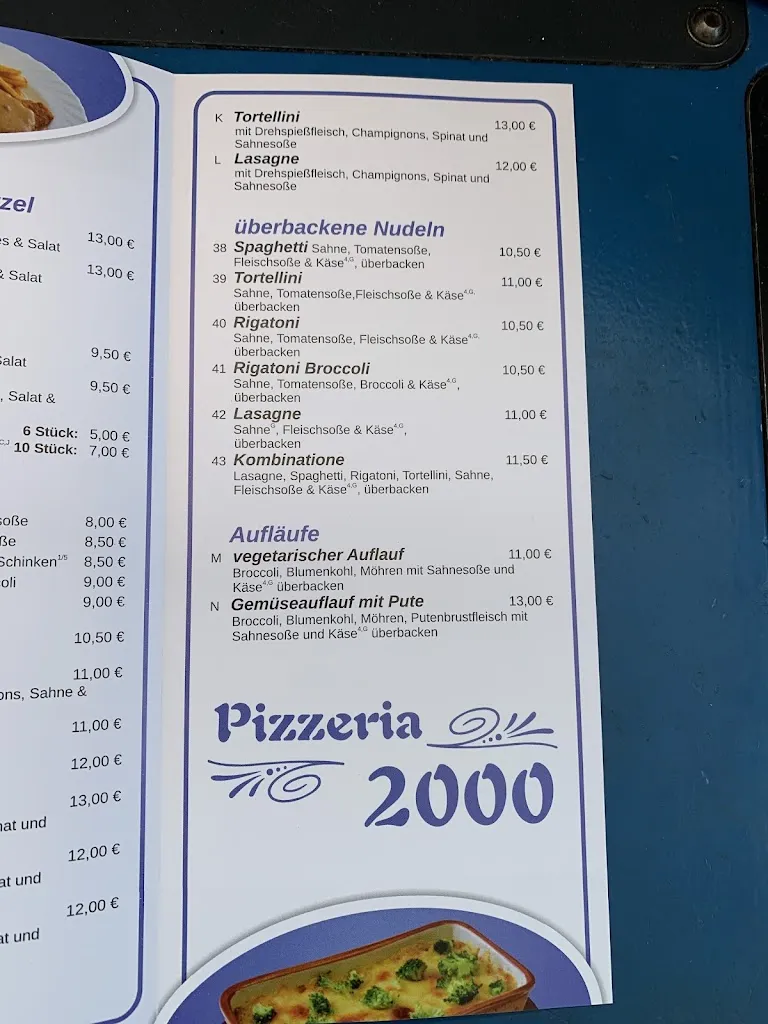 zel
es & Salat 13,00 €
& Salat 13,00 €
Salat 9,50 €
, Salat & 9,50 €
6 Stück: 5,00 €
C,J 10 Stück: 7,00 €
soße 8,00 €
ße 8,50 €
Schinken1/5 8,50 €
oli 9,00 €
9,00 €
10,50 €
11,00 €
ons, Sahne &
11,00 €
12,00 €
13,00 €
nat und
12,00 €
at und
12,00 €
at und
K Tortellini 13,00 €
mit Drehspießfleisch, Champignons, Spinat und
Sahnesoße
L Lasagne 12,00 €
mit Drehspießfleisch, Champignons, Spinat und
Sahnesoße
überbackene Nudeln
38 Spaghetti Sahne, Tomatensoße, 10,50 €
Fleischsoße & Käse4,G, überbacken
39 Tortellini 11,00 €
Sahne, Tomatensoße,Fleischsoße & Käse4,G,
überbacken
40 Rigatoni 10,50 €
Sahne, Tomatensoße, Fleischsoße & Käse4,G,
überbacken
41 Rigatoni Broccoli 10,50 €
Sahne, Tomatensoße, Broccoli & Käse4,G,
überbacken
42 Lasagne 11,00 €
SahneG, Fleischsoße & Käse4,G,
überbacken
43 Kombinatione 11,50 €
Lasagne, Spaghetti, Rigatoni, Tortellini, Sahne,
Fleischsoße & Käse4,G, überbacken
Aufläufe
M vegetarischer Auflauf 11,00 €
Broccoli, Blumenkohl, Möhren mit Sahnesoße und
Käse4,G überbacken
N Gemüseauflauf mit Pute 13,00 €
Broccoli, Blumenkohl, Möhren, Putenbrustfleisch mit
Sahnesoße und Käse4,G überbacken
Pizzeria
2000